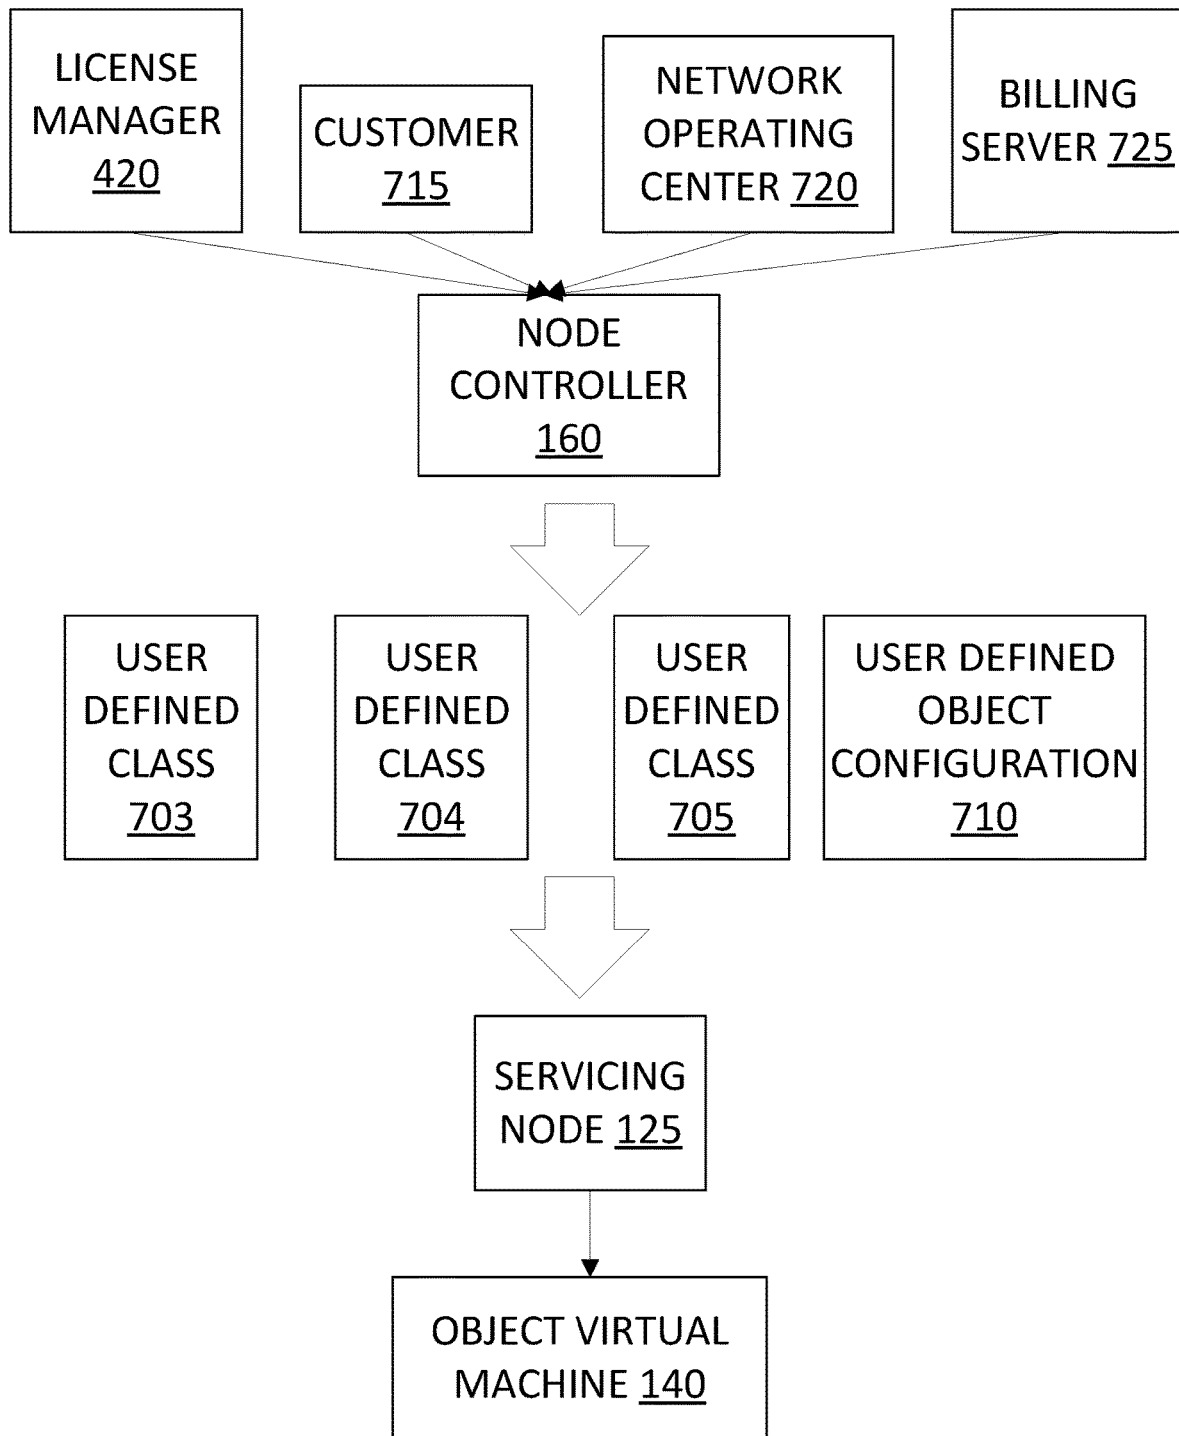 LICENSE
MANAGER
420
CUSTOMER
715
NETWORK
OPERATING
CENTER 720
BILLING
SERVER 725
NODE
CONTROLLER
160
USER
DEFINED
CLASS
703
USER
DEFINED
CLASS
704
USER
DEFINED
CLASS
705
USER DEFINED
OBJECT
CONFIGURATION
710
SERVICING
NODE 125
OBJECT VIRTUAL
MACHINE 140